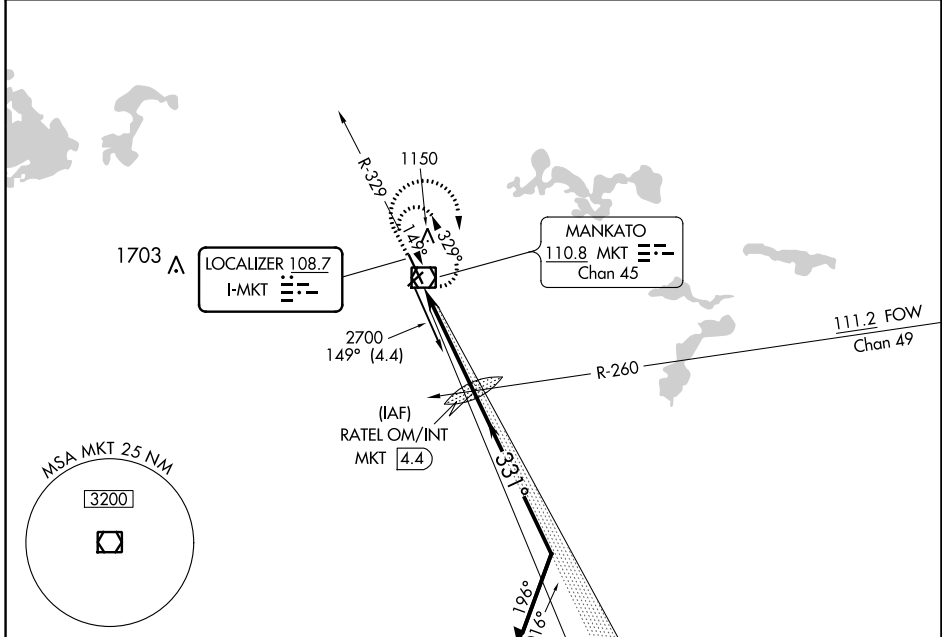 R-329
1150
149°
329°
1703
LOCALIZER 108.7
I-MKT
MANKATO
110.8 MKT
Chan 45
2700
149° (4.4)
111.2 FOW
Chan 49
R-260
(IAF)
RATEL OM/INT
MKT 4.4
331°
MSA MKT 25 NM
3200
196°